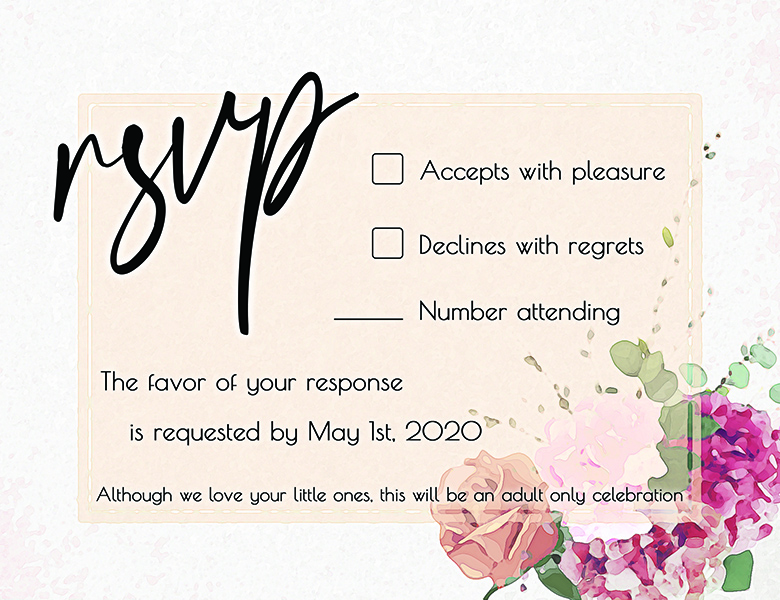 rsvp
Accepts with pleasure
Declines with regrets
Number attending
The favor of your response
is requested by May 1st, 2020
Although we love your little ones, this will be an adult only celebration